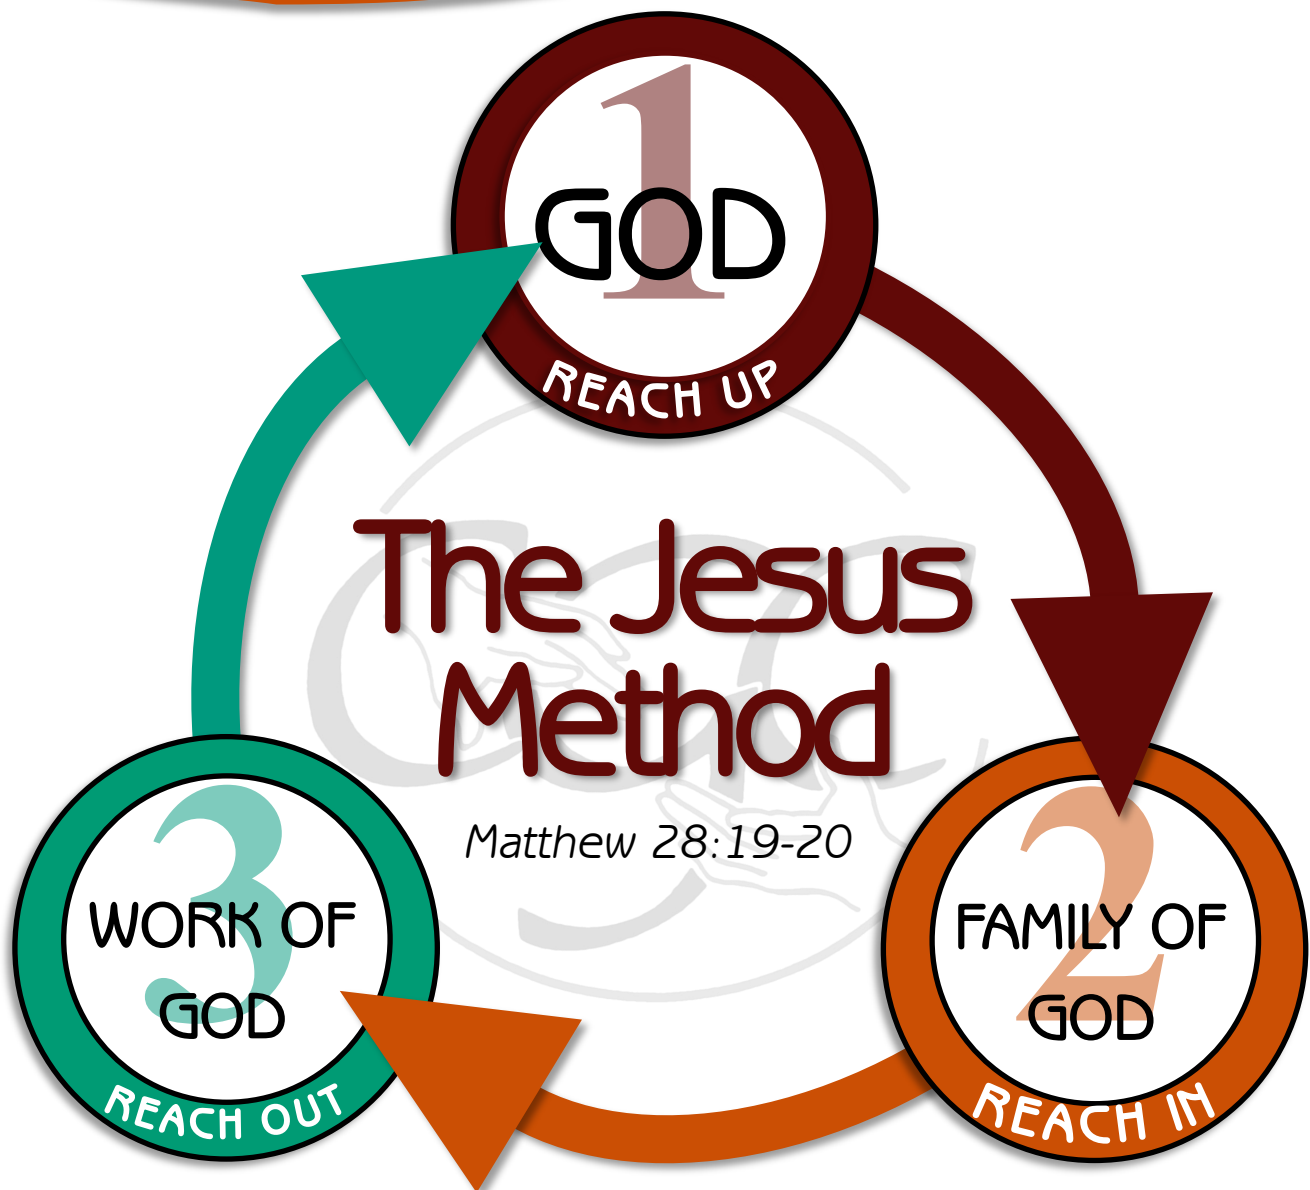 1
GOD
REACH UP
The Jesus
Method
Matthew 28:19-20
3
WORK OF
GOD
REACH OUT
2
FAMILY OF
GOD
REACH IN